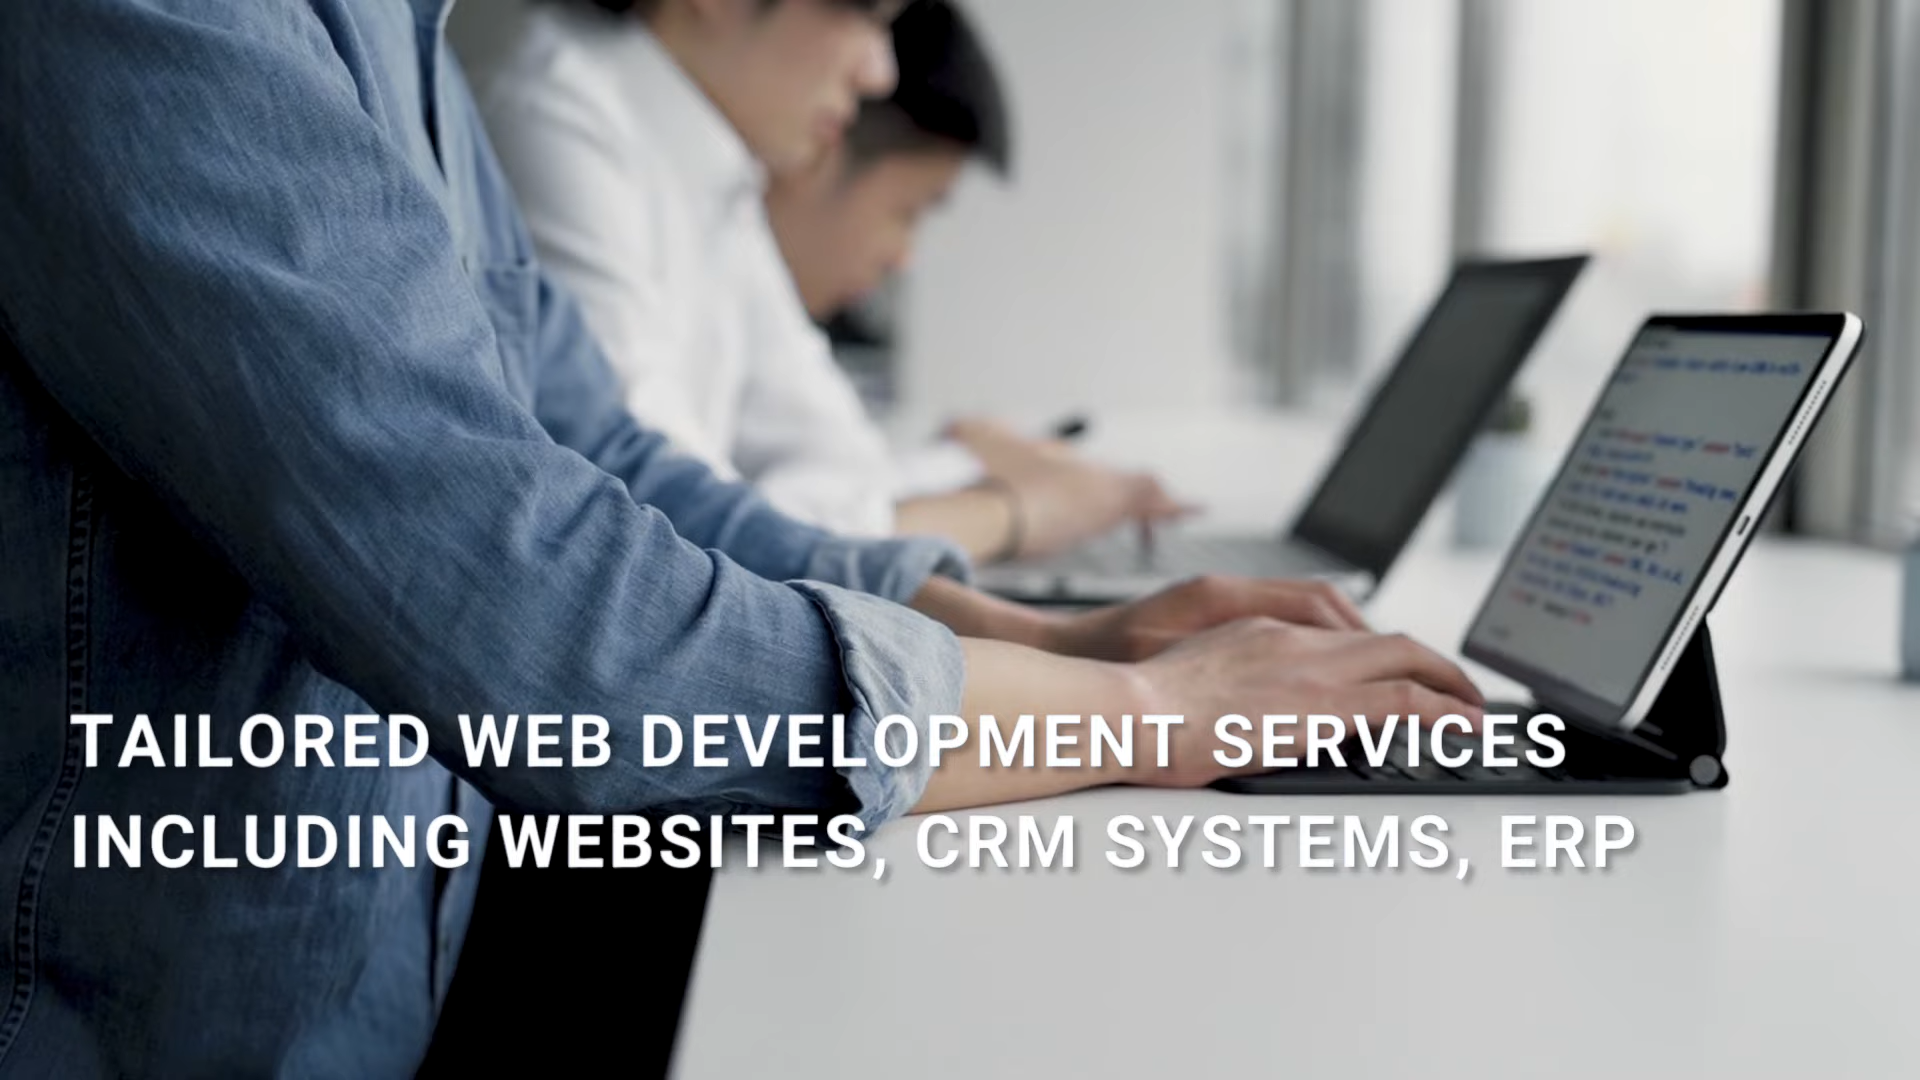 TAILORED WEB DEVELOPMENT SERVICES
INCLUDING WEBSITES, CRM SYSTEMS, ERP